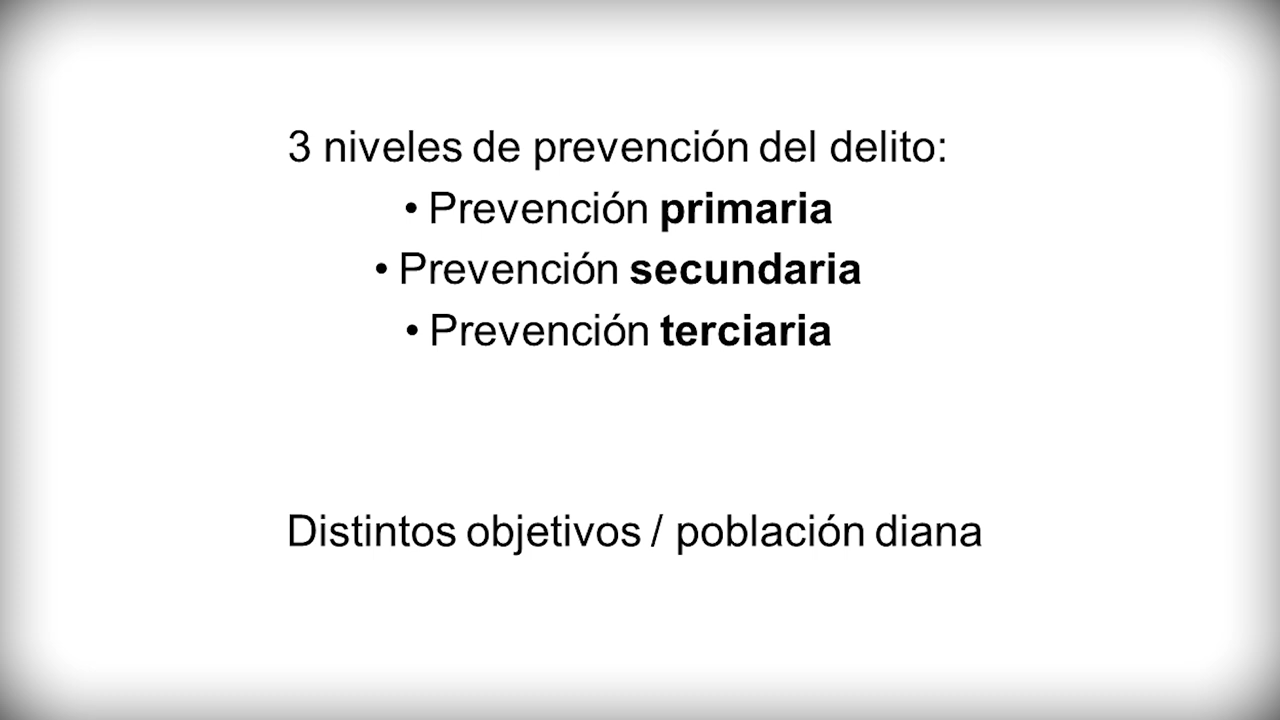 3 niveles de prevención del delito:
• Prevención primaria
• Prevención secundaria
• Prevención terciaria
Distintos objetivos / población diana